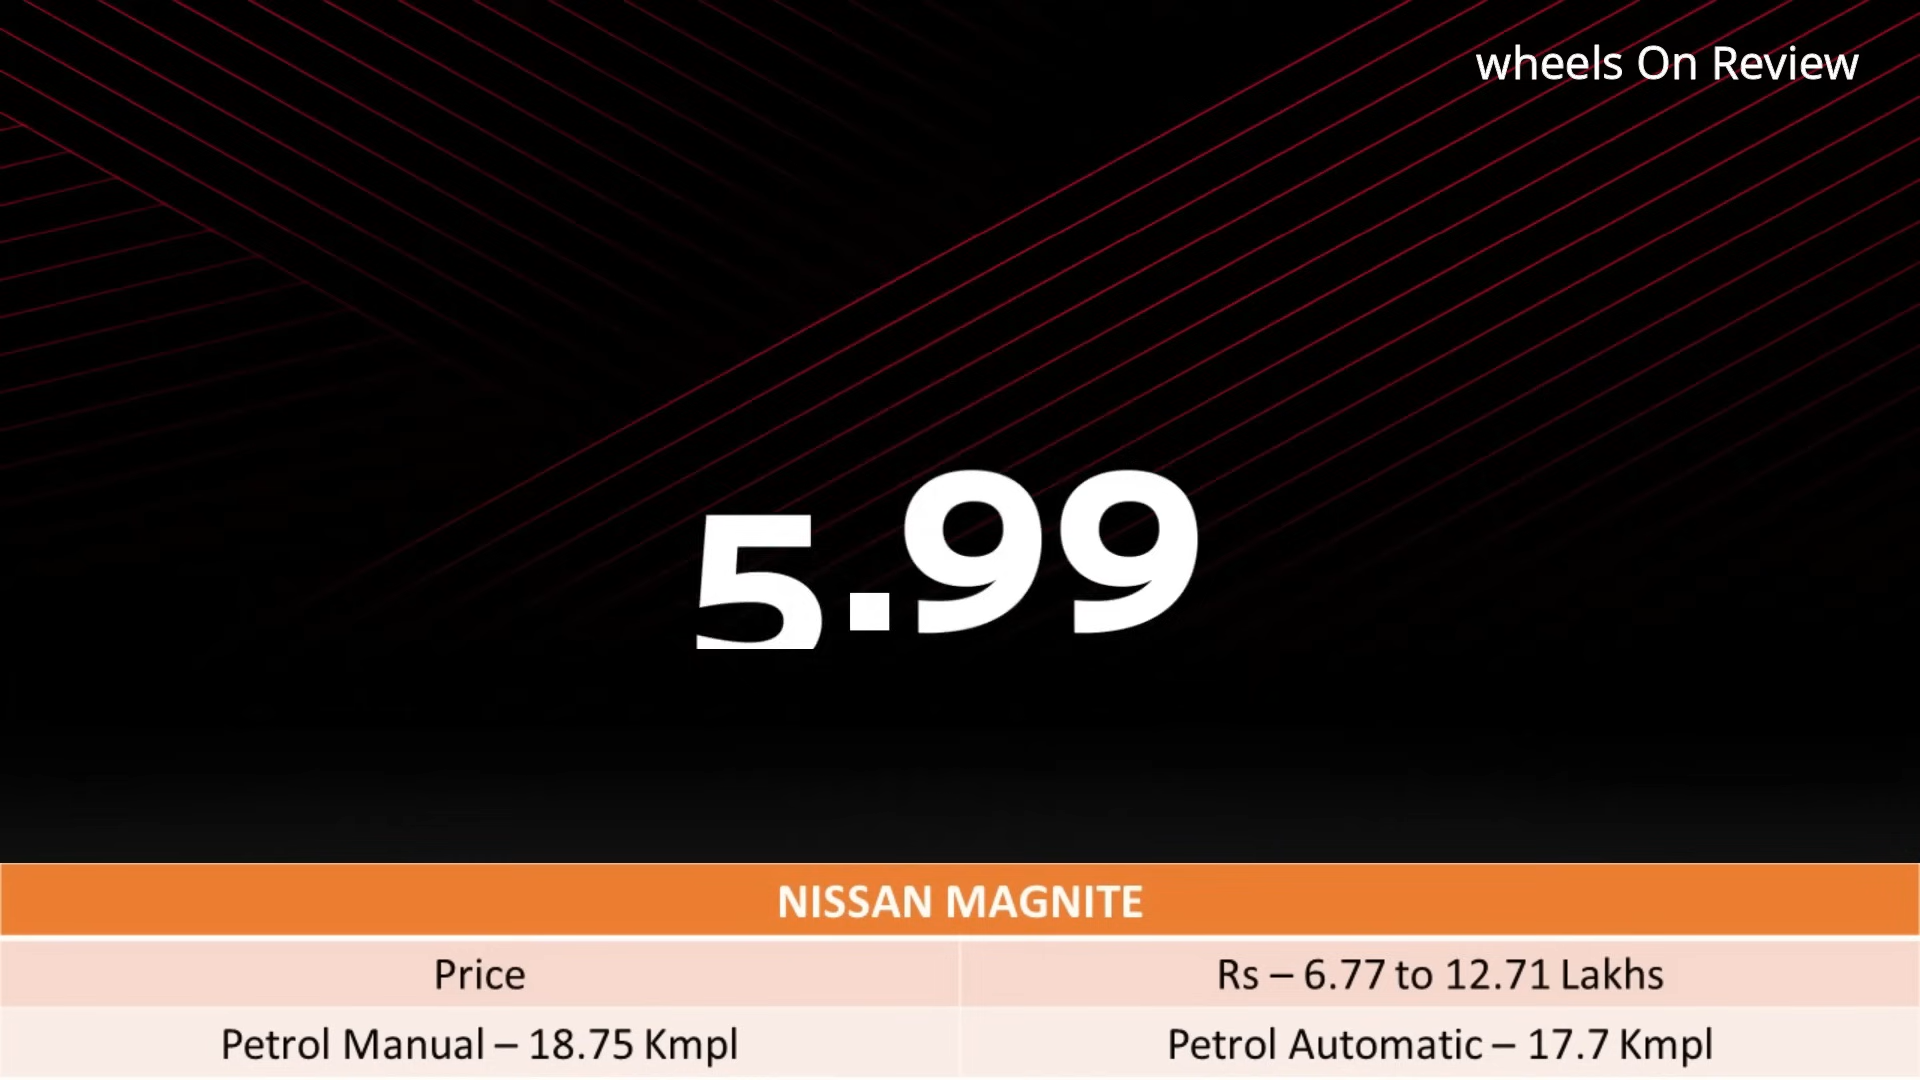 wheels On Review
5.99
NISSAN MAGNITE
Price
Rs – 6.77 to 12.71 Lakhs
Petrol Manual – 18.75 Kmpl
Petrol Automatic – 17.7 Kmpl